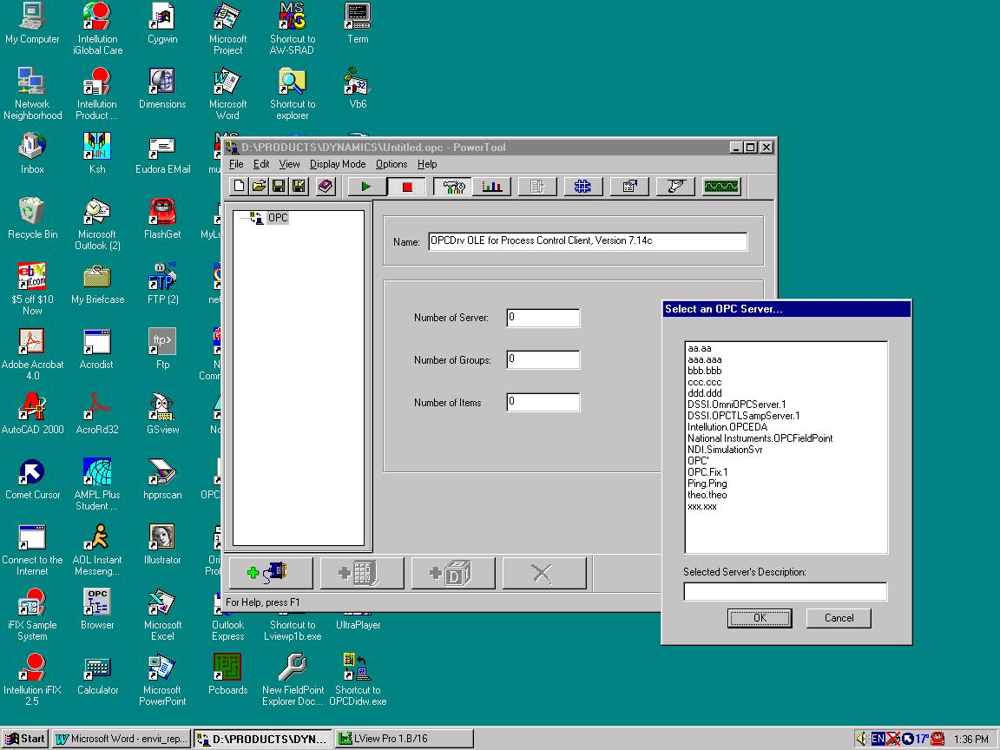 My Computer
Intellution
iGlobal Care
Cygwin
Microsoft
Project
Shortcut to
AW-SRAD
Term
Network
Neighborhood
Intellution
Product ...
Dimensions
Microsoft
Word
Shortcut to
explorer
Vb6
Inbox
Ksh
Eudora EMail
Recycle Bin
Microsoft
Outlook (2)
FlashGet
$5 off $10
Now
My Briefcase
FTP (2)
Adobe Acrobat
4.0
Acrodist
Ftp
AutoCAD 2000
AcroRd32
GSview
Comet Cursor
AMPL Plus
Student ...
hpprscan
Connect to the
Internet
AOL Instant
Messeng...
Illustrator
iFIX Sample
System
Browser
Microsoft
Excel
Outlook
Express
Shortcut to
Lviewp1b.exe
UltraPlayer
Intellution iFIX
2.5
Calculator
Microsoft
PowerPoint
Pcboards
New FieldPoint
Explorer Doc...
Shortcut to
OPCDidw.exe
D:\PRODUCTS\DYNAMICS\Untitled.opc - PowerTool
File Edit View Display Mode Options Help
OPC
Name: OPCDrv OLE for Process Control Client, Version 7.14c
Number of Server: 0
Number of Groups: 0
Number of Items 0
For Help, press F1
Select an OPC Server...
aa.aa
aaa.aaa
bbb.bbb
ccc.ccc
ddd.ddd
DSSI.OmniOPCServer.1
DSSI.OPCTLSampServer.1
Intellution.OPCEDA
National Instruments.OPCFieldPoint
NDI.SimulationSvr
OPC'
OPC.Fix.1
Ping.Ping
theo.theo
xxx.xxx
Selected Server's Description:
OK Cancel
Start Microsoft Word - envir_rep... D:\PRODUCTS\DYN... LView Pro 1.B/16 EN 17° 1:36 PM